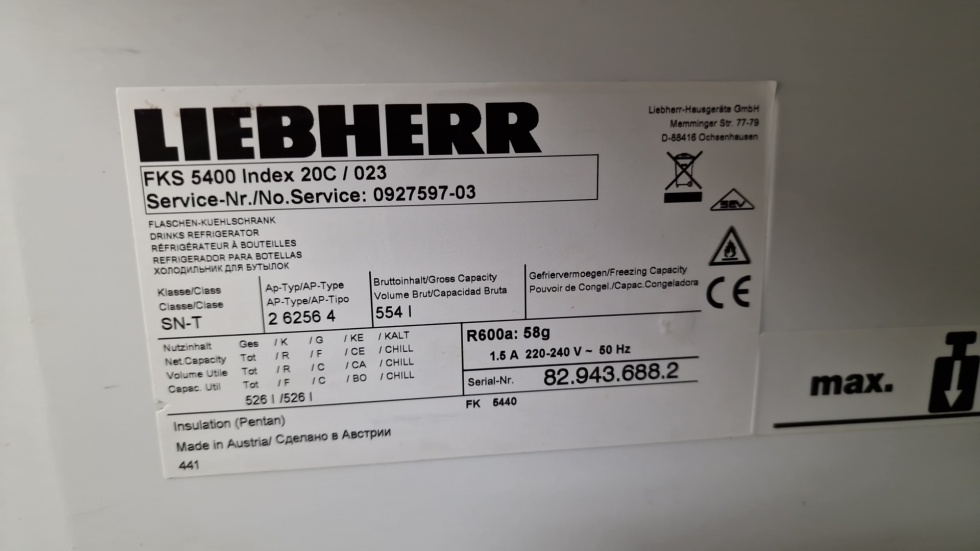 LIEBHERR
Liebherr-Hausgeräte GmbH
Memminger Str. 77-79
D-88416 Ochsenhausen
FKS 5400 Index 20C / 023
Service-Nr./No.Service: 0927597-03
SEV
FLASCHEN-KUEHLSCHRANK
DRINKS REFRIGERATOR
RÉFRIGÉRATEUR À BOUTEILLES
REFRIGERADOR PARA BOTELLAS
ХОЛОДИЛЬНИК ДЛЯ БУТЫЛОК
Klasse/Class
Classe/Clase
SN-T
Ap-Typ/AP-Type
AP-Type/AP-Tipo
2 6256 4
Bruttoinhalt/Gross Capacity
Volume Brut/Capacidad Bruta
554 l
Gefriervermoegen/Freezing Capacity
Pouvoir de Congel./Capac.Congeladora
CE
Nutzinhalt Ges / K / G / KE / KALT
Net.Capacity Tot / R / F / CE / CHILL
Volume Utile Tot / R / C / CA / CHILL
Capac. Util Tot / F / C / BO / CHILL
526 l /526 l
R600a: 58g
1.5 A 220-240 V ~ 50 Hz
Serial-Nr. 82.943.688.2
FK 5440
Insulation (Pentan)
Made in Austria/ Сделано в Австрии
441
max.